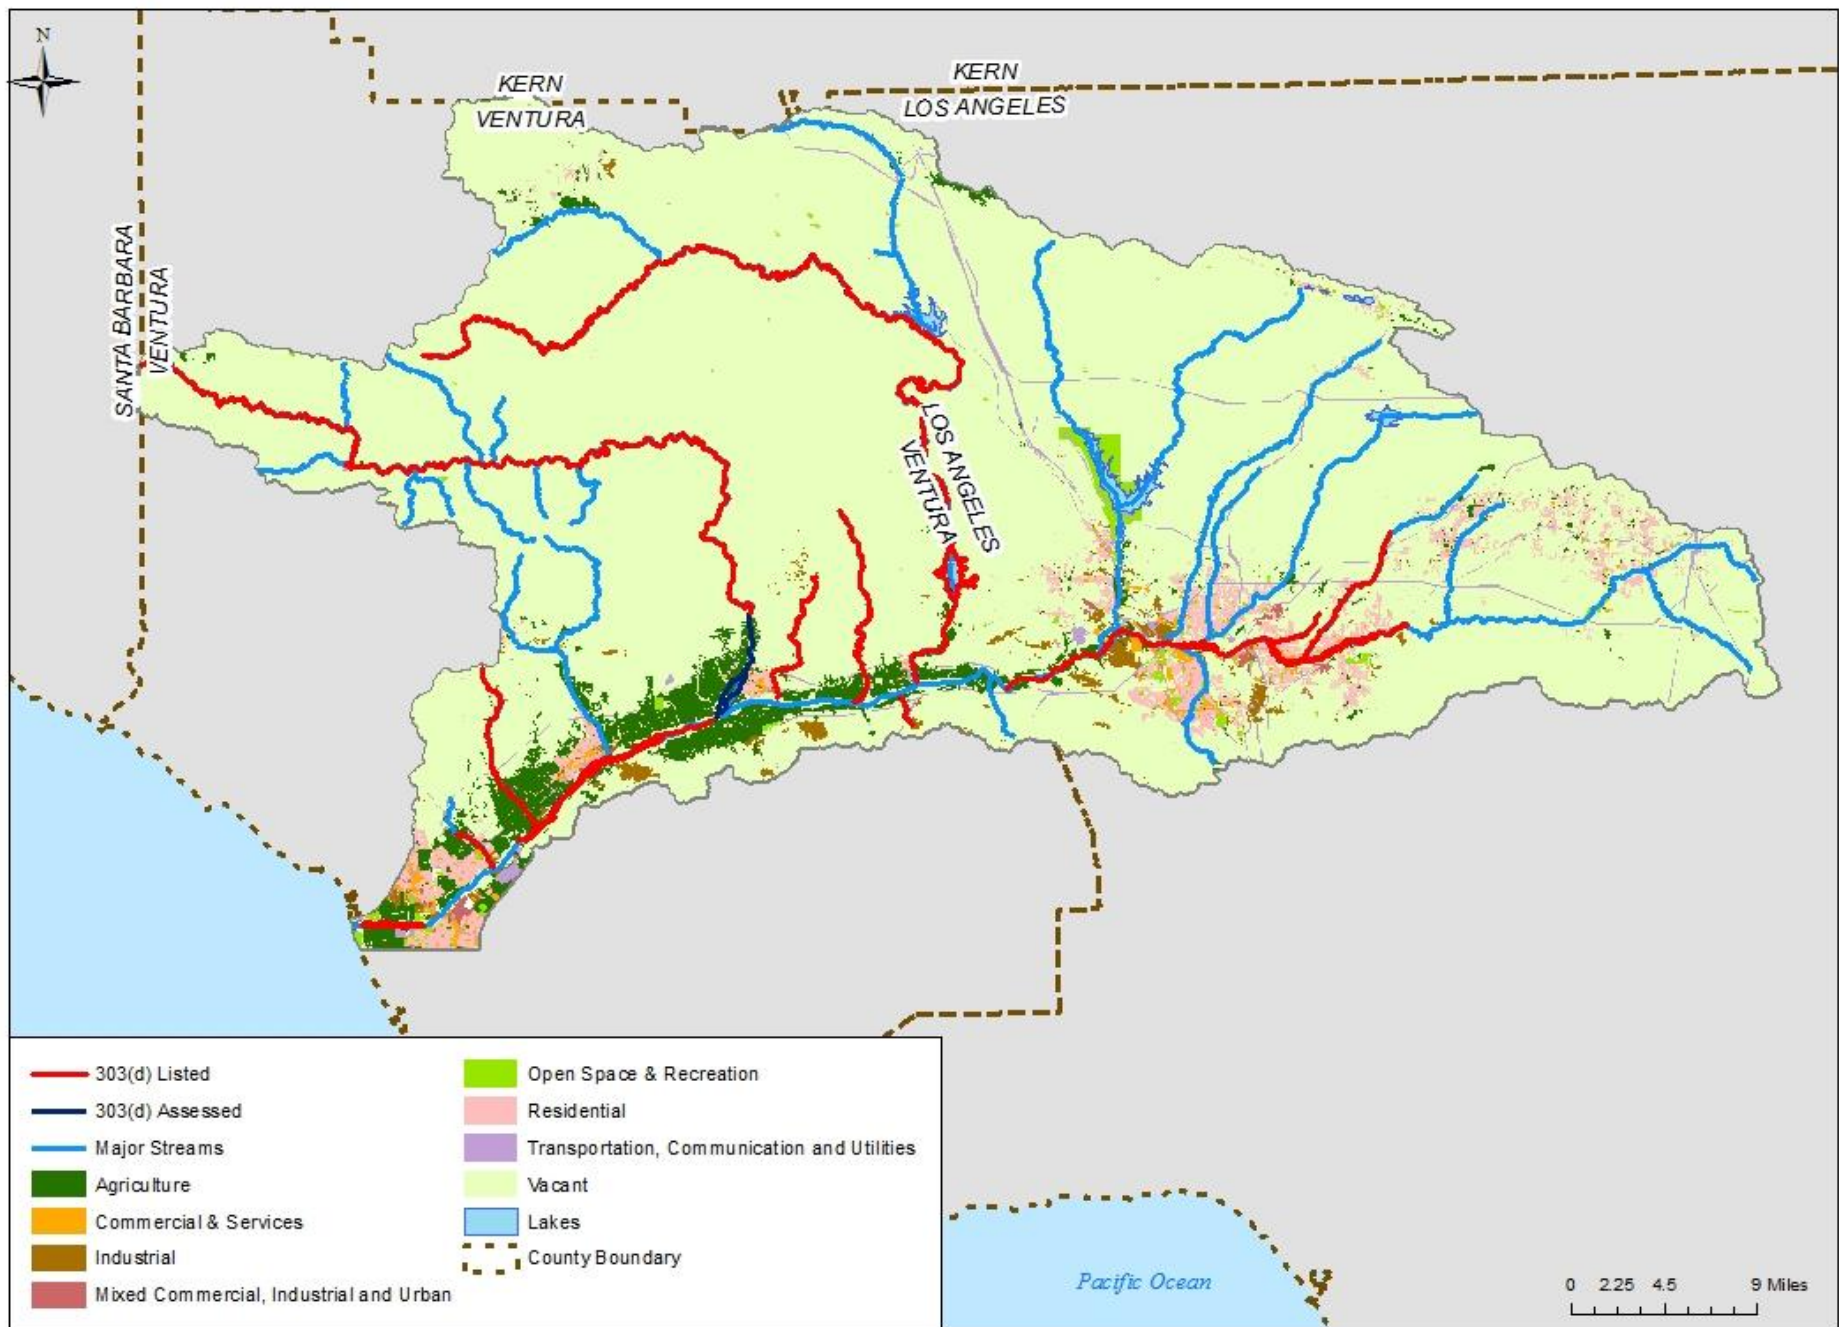 N
KERN
VENTURA
KERN
LOS ANGELES
SANTA BARBARA
VENTURA
LOS ANGELES
VENTURA
303(d) Listed
303(d) Assessed
Major Streams
Agriculture
Commercial & Services
Industrial
Mixed Commercial, Industrial and Urban
Open Space & Recreation
Residential
Transportation, Communication and Utilities
Vacant
Lakes
County Boundary
Pacific Ocean
0 2.25 4.5 9 Miles